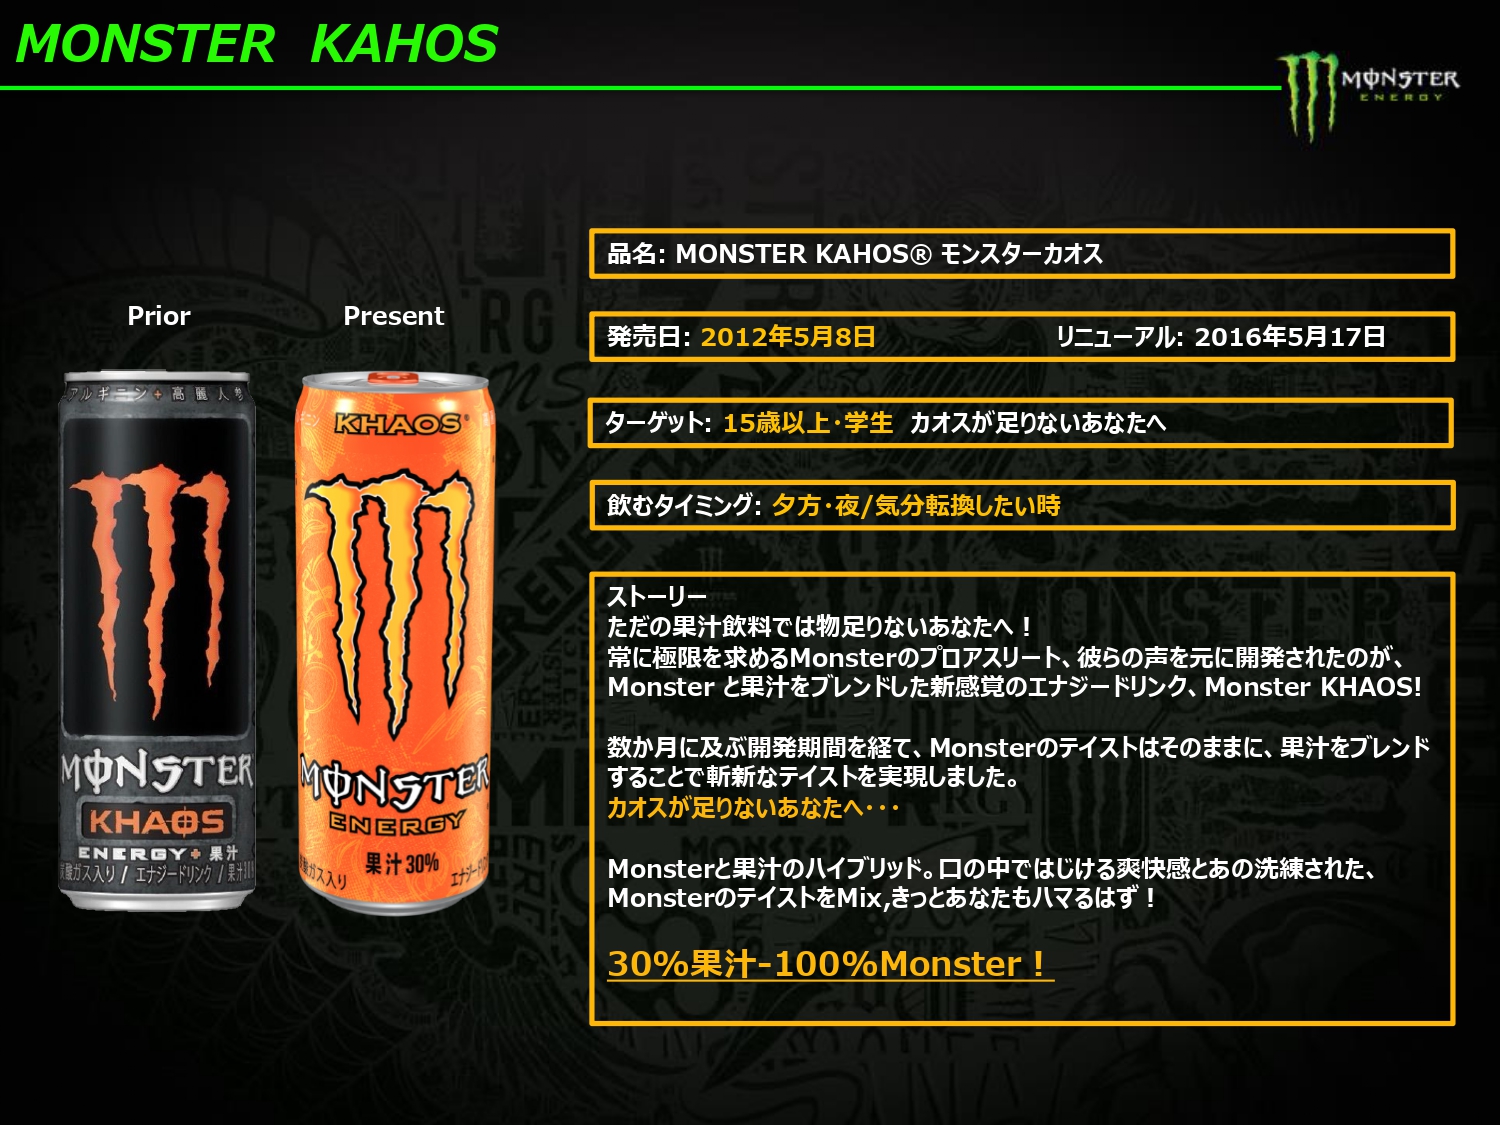 MONSTER KAHOS
MONSTER
ENERGY
品名: MONSTER KAHOS® モンスターカオス
Prior
Present
発売日: 2012年5月8日 リニューアル: 2016年5月17日
ターゲット: 15歳以上・学生 カオスが足りないあなたへ
飲むタイミング: 夕方・夜/気分転換したい時
アルギニン+高麗人参
MONSTER
KHAOS
ENERGY+果汁
炭酸ガス入り / エナジードリンク / 果汁30%
KHAOS®
MONSTER
ENERGY
果汁30%
炭酸ガス入り
エナジードリンク
ストーリー
ただの果汁飲料では物足りないあなたへ！
常に極限を求めるMonsterのプロアスリート、彼らの声を元に開発されたのが、
Monster と果汁をブレンドした新感覚のエナジードリンク、Monster KHAOS!
数か月に及ぶ開発期間を経て、Monsterのテイストはそのままに、果汁をブレンド
することで斬新なテイストを実現しました。
カオスが足りないあなたへ・・・
Monsterと果汁のハイブリッド。口の中ではじける爽快感とあの洗練された、
MonsterのテイストをMix,きっとあなたもハマるはず！
30%果汁-100%Monster！